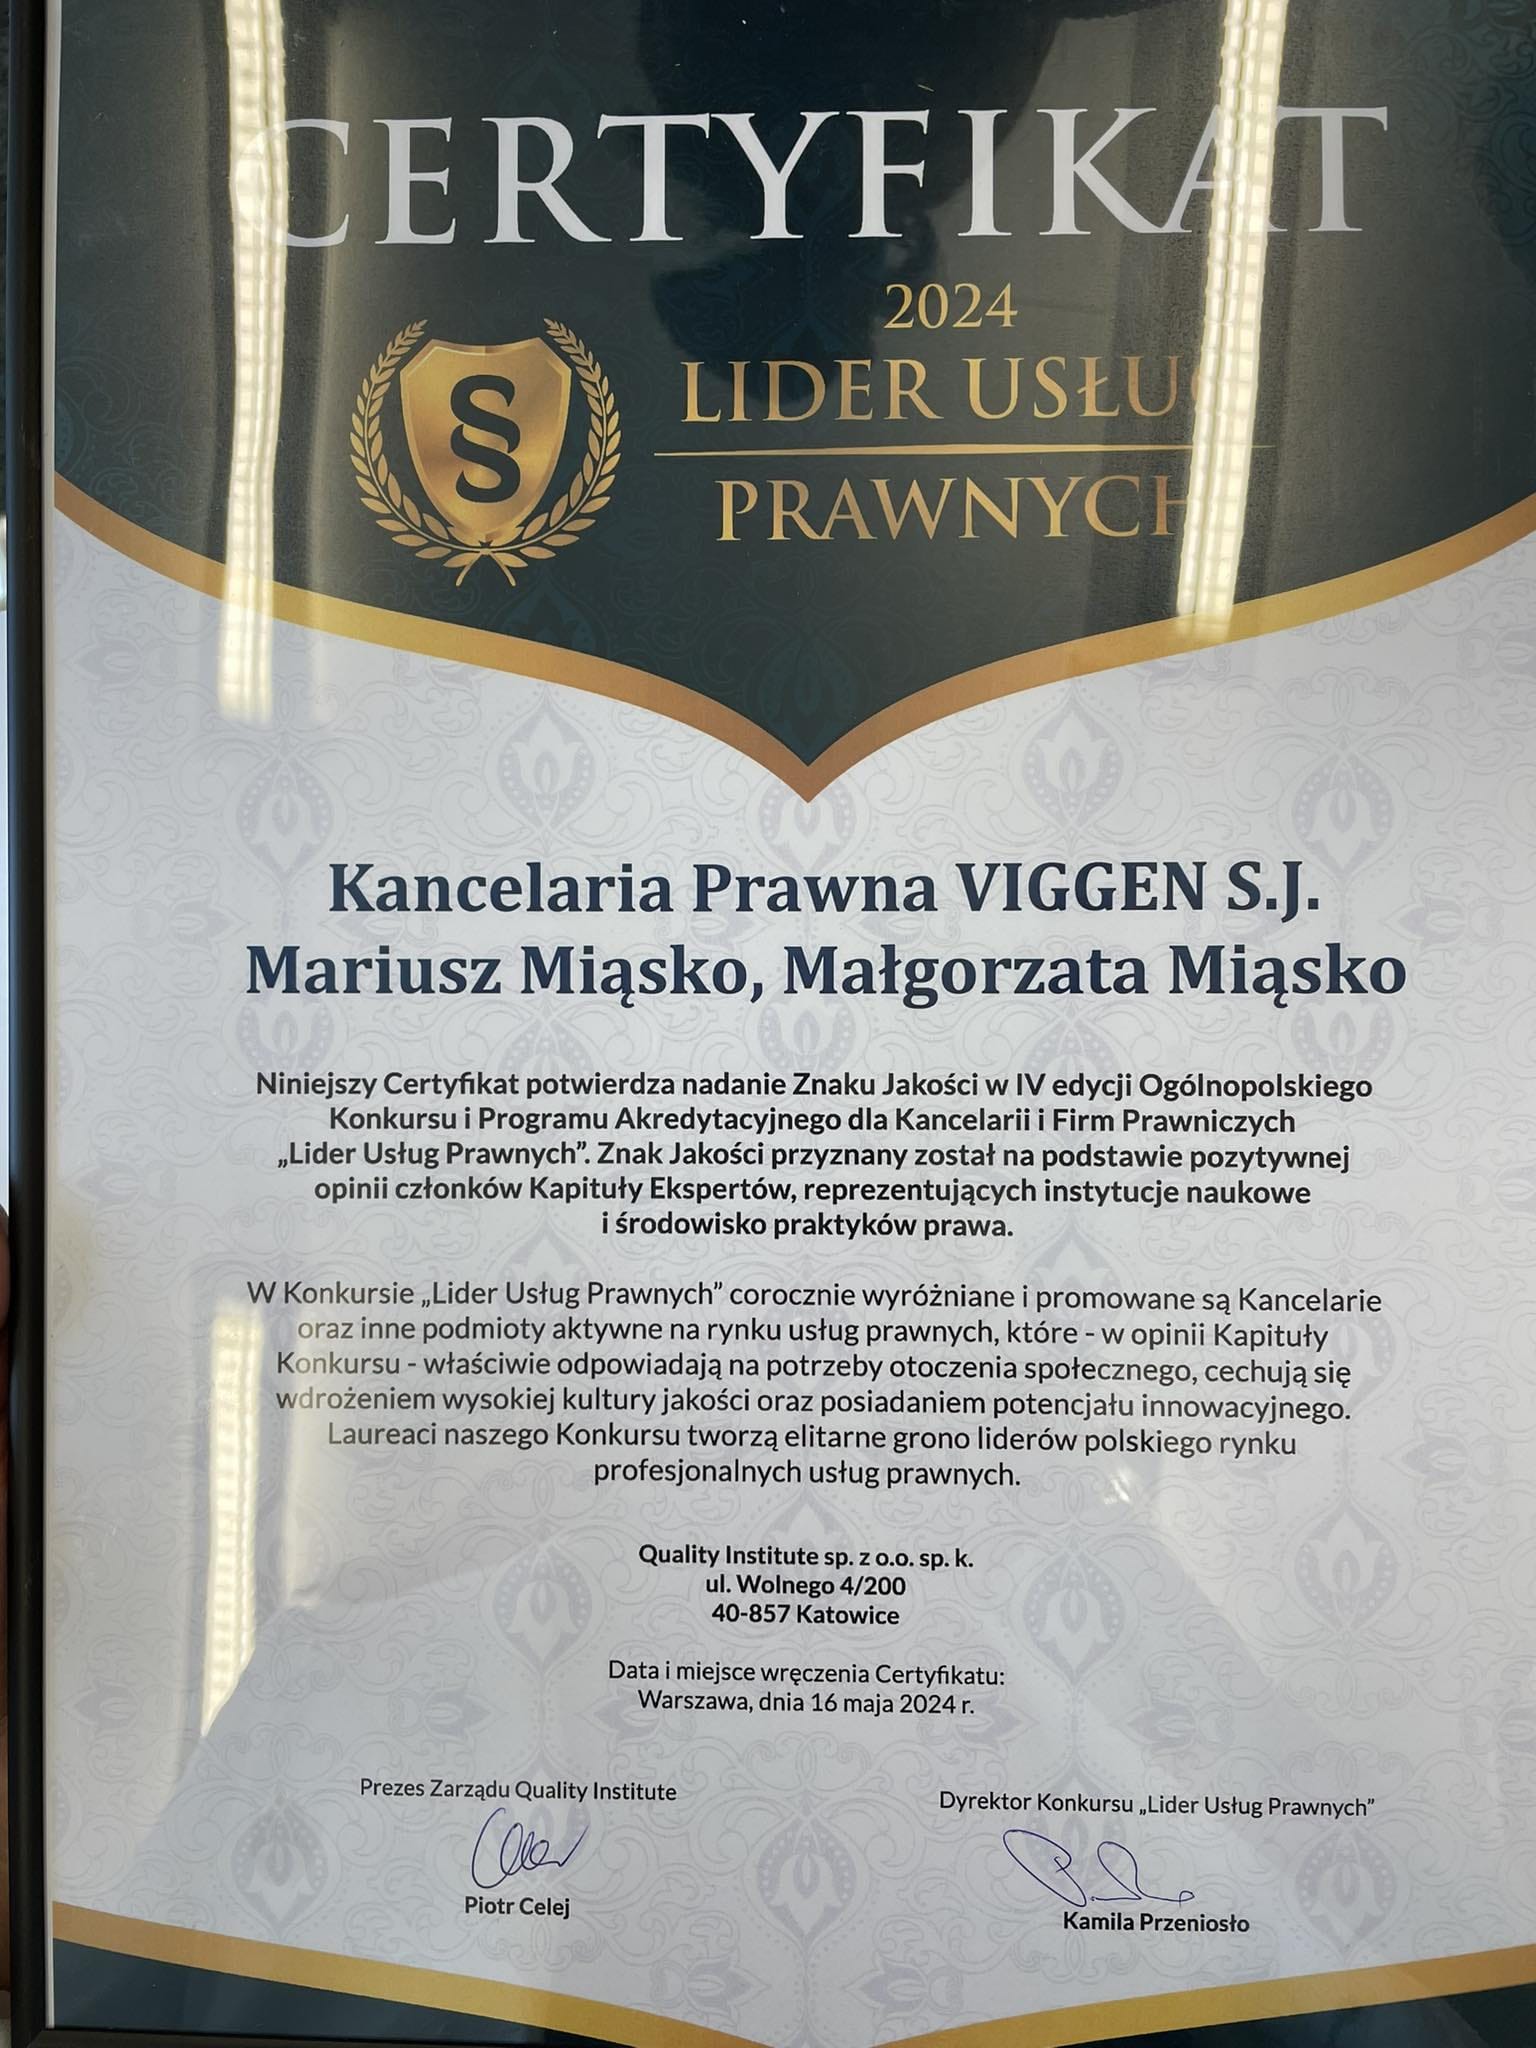 CERTYFIKAT
2024
§
LIDER USŁUG
PRAWNYCH
Kancelaria Prawna VIGGEN S.J.
Mariusz Miąsko, Małgorzata Miąsko
Niniejszy Certyfikat potwierdza nadanie Znaku Jakości w IV edycji Ogólnopolskiego
Konkursu i Programu Akredytacyjnego dla Kancelarii i Firm Prawniczych
„Lider Usług Prawnych”. Znak Jakości przyznany został na podstawie pozytywnej
opinii członków Kapituły Ekspertów, reprezentujących instytucje naukowe
i środowisko praktyków prawa.
W Konkursie „Lider Usług Prawnych” corocznie wyróżniane i promowane są Kancelarie
oraz inne podmioty aktywne na rynku usług prawnych, które - w opinii Kapituły
Konkursu - właściwie odpowiadają na potrzeby otoczenia społecznego, cechują się
wdrożeniem wysokiej kultury jakości oraz posiadaniem potencjału innowacyjnego.
Laureaci naszego Konkursu tworzą elitarne grono liderów polskiego rynku
profesjonalnych usług prawnych.
Quality Institute sp. z o.o. sp. k.
ul. Wolnego 4/200
40-857 Katowice
Data i miejsce wręczenia Certyfikatu:
Warszawa, dnia 16 maja 2024 r.
Prezes Zarządu Quality Institute
Piotr Celej
Dyrektor Konkursu „Lider Usług Prawnych”
Kamila Przeniosło